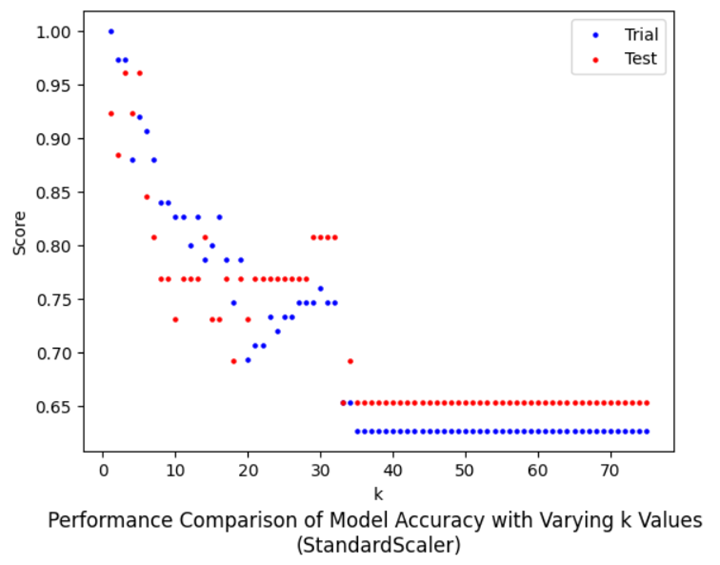 1.00
0.95
0.90
0.85
0.80
0.75
0.70
0.65
Score
Trial
Test
0 10 20 30 40 50 60 70
k
Performance Comparison of Model Accuracy with Varying k Values
(StandardScaler)